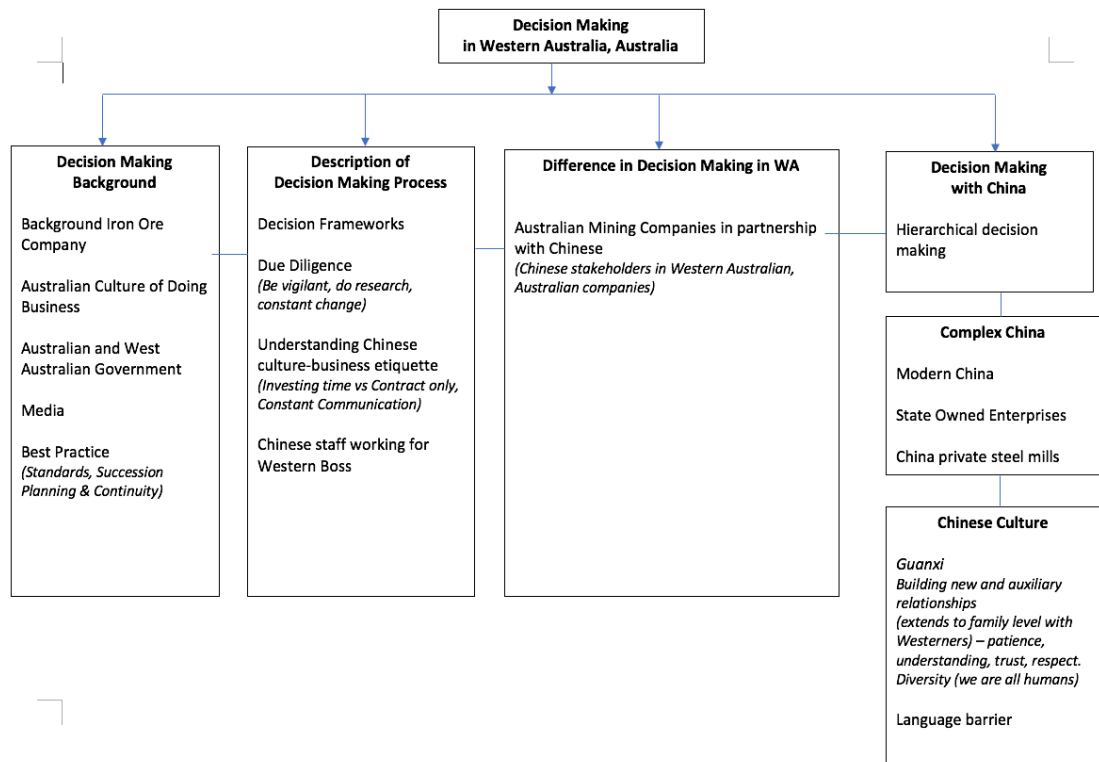 Decision Making
in Western Australia, Australia
Decision Making
Background
Background Iron Ore
Company
Australian Culture of Doing
Business
Australian and West
Australian Government
Media
Best Practice
(Standards, Succession
Planning & Continuity)
Description of
Decision Making Process
Decision Frameworks
Due Diligence
(Be vigilant, do research,
constant change)
Understanding Chinese
culture-business etiquette
(Investing time vs Contract only,
Constant Communication)
Chinese staff working for
Western Boss
Difference in Decision Making in WA
Australian Mining Companies in partnership
with Chinese
(Chinese stakeholders in Western Australian,
Australian companies)
Decision Making
with China
Hierarchical decision
making
Complex China
Modern China
State Owned Enterprises
China private steel mills
Chinese Culture
Guanxi
Building new and auxiliary
relationships
(extends to family level with
Westerners) – patience,
understanding, trust, respect.
Diversity (we are all humans)
Language barrier